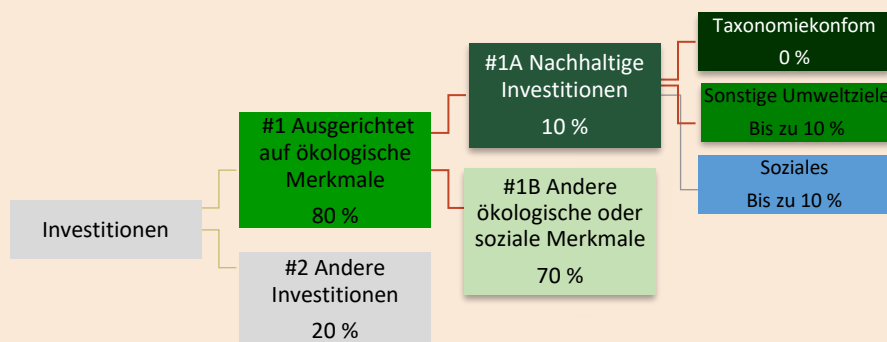 Investitionen
#1 Ausgerichtet
auf ökologische
Merkmale
80 %
#2 Andere
Investitionen
20 %
#1A Nachhaltige
Investitionen
10 %
#1B Andere
ökologische oder
soziale Merkmale
70 %
Taxonomiekonfom
0 %
Sonstige Umweltziele
Bis zu 10 %
Soziales
Bis zu 10 %